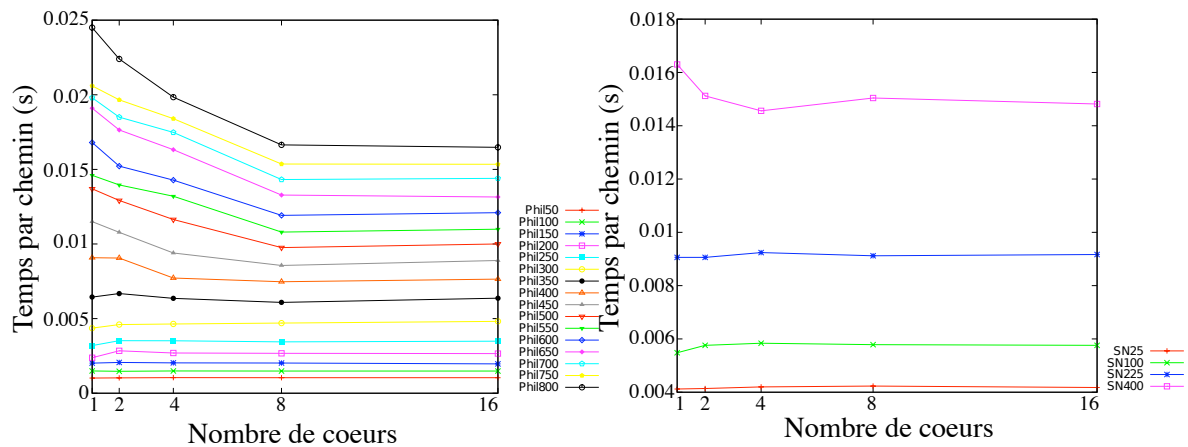 0.025
0.02
0.015
0.01
0.005
0
Temps par chemin (s)
1 2 4 8 16
Nombre de coeurs
Phil50
Phil100
Phil150
Phil200
Phil250
Phil300
Phil350
Phil400
Phil450
Phil500
Phil550
Phil600
Phil650
Phil700
Phil750
Phil800
0.018
0.016
0.014
0.012
0.01
0.008
0.006
0.004
Temps par chemin (s)
1 2 4 8 16
Nombre de coeurs
SN25
SN100
SN225
SN400